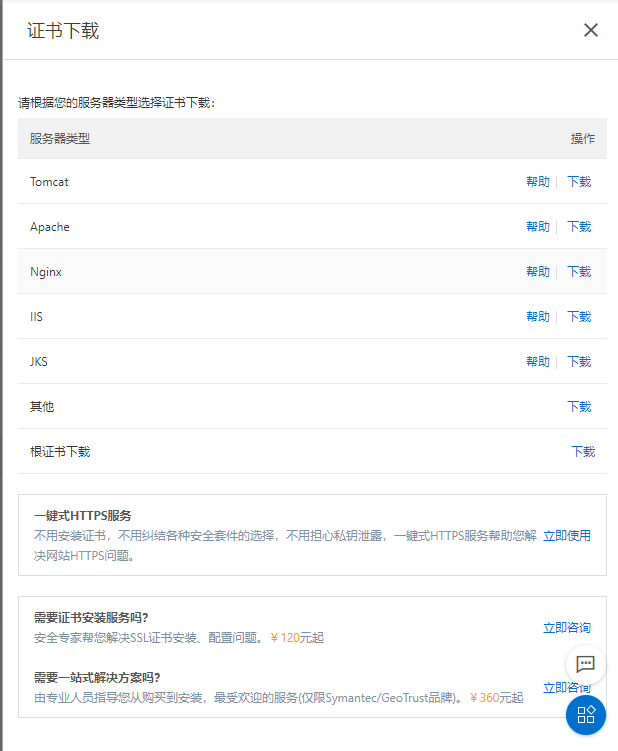 证书下载
请根据您的服务器类型选择证书下载：
服务器类型 操作
Tomcat 帮助 下载
Apache 帮助 下载
Nginx 帮助 下载
IIS 帮助 下载
JKS 帮助 下载
其他 下载
根证书下载 下载
一键式HTTPS服务
不用安装证书，不用纠结各种安全套件的选择，不用担心私钥泄露，一键式HTTPS服务帮助您解 立即使用
决网站HTTPS问题。
需要证书安装服务吗?
安全专家帮您解决SSL证书安装、配置问题。￥120元起 立即咨询
需要一站式解决方案吗?
由专业人员指导您从购买到安装，最受欢迎的服务(仅限Symantec/GeoTrust品牌)。￥360元起 立即咨询